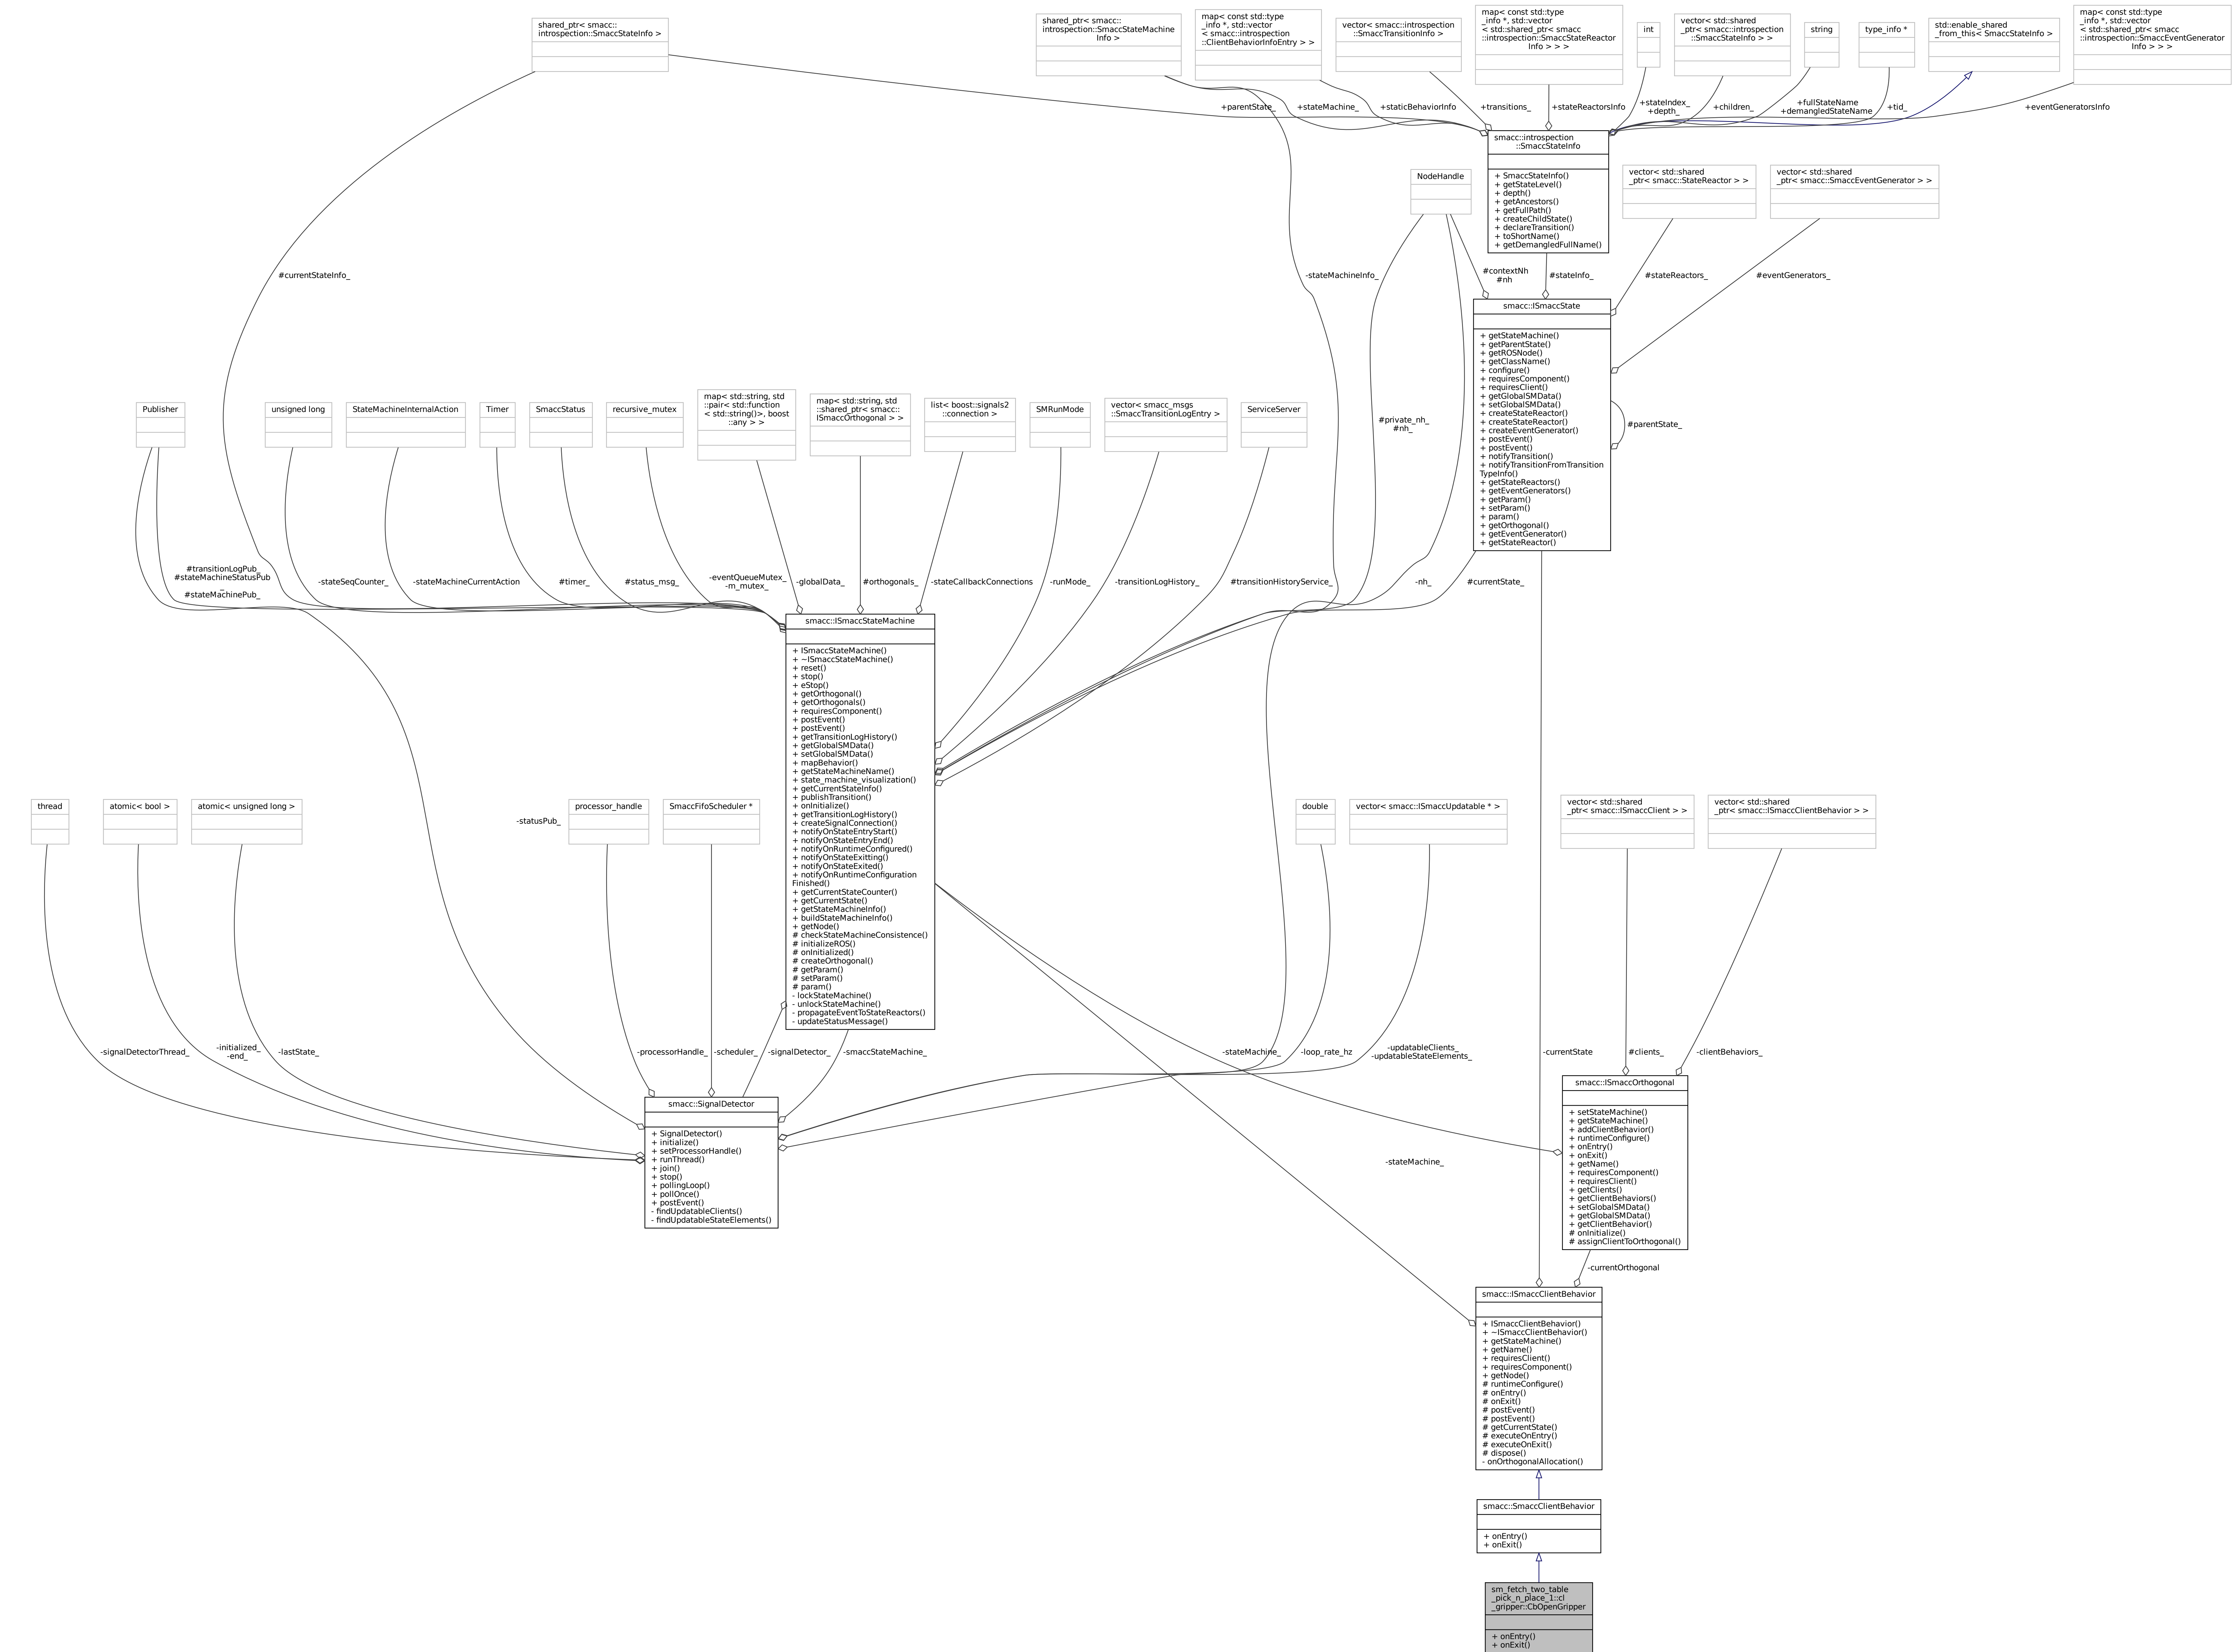 shared_ptr< smacc::
introspection::SmaccStateInfo >
shared_ptr< smacc::
introspection::SmaccStateMachine
Info >
map< const std::type
_info *, std::vector
< smacc::introspection
::ClientBehaviorInfoEntry > >
vector< smacc::introspection
::SmaccTransitionInfo >
map< const std::type
_info *, std::vector
< std::shared_ptr< smacc
::introspection::SmaccStateReactor
Info > > >
int
vector< std::shared
_ptr< smacc::introspection
::SmaccStateInfo > >
string
type_info *
std::enable_shared
_from_this< SmaccStateInfo >
map< const std::type
_info *, std::vector
< std::shared_ptr< smacc
::introspection::SmaccEventGenerator
Info > > >
+parentState_
+stateMachine_
+staticBehaviorInfo
+transitions_
+stateReactorsInfo
+stateIndex_
+depth_
+children_
+fullStateName
+demangledStateName
+tid_
+eventGeneratorsInfo
smacc::introspection
::SmaccStateInfo
+ SmaccStateInfo()
+ getStateLevel()
+ depth()
+ getAncestors()
+ getFullPath()
+ createChildState()
+ declareTransition()
+ toShortName()
+ getDemangledFullName()
NodeHandle
vector< std::shared
_ptr< smacc::StateReactor > >
vector< std::shared
_ptr< smacc::SmaccEventGenerator > >
#currentStateInfo_
-stateMachineInfo_
#contextNh
#nh
#stateInfo_
#stateReactors_
#eventGenerators_
smacc::ISmaccState
+ getStateMachine()
+ getParentState()
+ getROSNode()
+ getClassName()
+ configure()
+ requiresComponent()
+ requiresClient()
+ getGlobalSMData()
+ setGlobalSMData()
+ createStateReactor()
+ createStateReactor()
+ createEventGenerator()
+ postEvent()
+ postEvent()
+ notifyTransition()
+ notifyTransitionFromTransition
TypeInfo()
+ getStateReactors()
+ getEventGenerators()
+ getParam()
+ setParam()
+ param()
+ getOrthogonal()
+ getEventGenerator()
+ getStateReactor()
#parentState_
#private_nh_
#nh_
Publisher
unsigned long
StateMachineInternalAction
Timer
SmaccStatus
recursive_mutex
map< std::string, std
::pair< std::function
< std::string()>, boost
::any > >
map< std::string, std
::shared_ptr< smacc::
ISmaccOrthogonal > >
list< boost::signals2
::connection >
SMRunMode
vector< smacc_msgs
::SmaccTransitionLogEntry >
ServiceServer
#transitionLogPub_
#stateMachineStatusPub
_
#stateMachinePub_
-stateSeqCounter_
-stateMachineCurrentAction
#timer_
#status_msg_
-eventQueueMutex_
-m_mutex_
-globalData_
#orthogonals_
-stateCallbackConnections
-runMode_
-transitionLogHistory_
#transitionHistoryService_
-nh_
#currentState_
smacc::ISmaccStateMachine
+ ISmaccStateMachine()
+ ~ISmaccStateMachine()
+ reset()
+ stop()
+ eStop()
+ getOrthogonal()
+ getOrthogonals()
+ requiresComponent()
+ postEvent()
+ postEvent()
+ getTransitionLogHistory()
+ getGlobalSMData()
+ setGlobalSMData()
+ mapBehavior()
+ getStateMachineName()
+ state_machine_visualization()
+ getCurrentStateInfo()
+ publishTransition()
+ onInitialize()
+ getTransitionLogHistory()
+ createSignalConnection()
+ notifyOnStateEntryStart()
+ notifyOnStateEntryEnd()
+ notifyOnRuntimeConfigured()
+ notifyOnStateExitting()
+ notifyOnStateExited()
+ notifyOnRuntimeConfiguration
Finished()
+ getCurrentStateCounter()
+ getCurrentState()
+ getStateMachineInfo()
+ buildStateMachineInfo()
+ getNode()
# checkStateMachineConsistence()
# initializeROS()
# onInitialized()
# createOrthogonal()
# getParam()
# setParam()
# param()
- lockStateMachine()
- unlockStateMachine()
- propagateEventToStateReactors()
- updateStatusMessage()
thread
atomic< bool >
atomic< unsigned long >
-statusPub_
processor_handle
SmaccFifoScheduler *
double
vector< smacc::ISmaccUpdatable * >
vector< std::shared
_ptr< smacc::ISmaccClient > >
vector< std::shared
_ptr< smacc::ISmaccClientBehavior > >
-signalDetectorThread_
-initialized_
-end_
-lastState_
-processorHandle_
-scheduler_
-signalDetector_
-smaccStateMachine_
-stateMachine_
-loop_rate_hz
-updatableClients_
-updatableStateElements_
-currentState
#clients_
-clientBehaviors_
smacc::SignalDetector
+ SignalDetector()
+ initialize()
+ setProcessorHandle()
+ runThread()
+ join()
+ stop()
+ pollingLoop()
+ pollOnce()
+ postEvent()
- findUpdatableClients()
- findUpdatableStateElements()
-stateMachine_
smacc::ISmaccOrthogonal
+ setStateMachine()
+ getStateMachine()
+ addClientBehavior()
+ runtimeConfigure()
+ onEntry()
+ onExit()
+ getName()
+ requiresComponent()
+ requiresClient()
+ getClients()
+ getClientBehaviors()
+ setGlobalSMData()
+ getGlobalSMData()
+ getClientBehavior()
# onInitialize()
# assignClientToOrthogonal()
-currentOrthogonal
smacc::ISmaccClientBehavior
+ ISmaccClientBehavior()
+ ~ISmaccClientBehavior()
+ getStateMachine()
+ getName()
+ requiresClient()
+ requiresComponent()
+ getNode()
# runtimeConfigure()
# onEntry()
# onExit()
# postEvent()
# postEvent()
# getCurrentState()
# executeOnEntry()
# executeOnExit()
# dispose()
- onOrthogonalAllocation()
smacc::SmaccClientBehavior
+ onEntry()
+ onExit()
sm_fetch_two_table
_pick_n_place_1::cl
_gripper::CbOpenGripper
+ onEntry()
+ onExit()